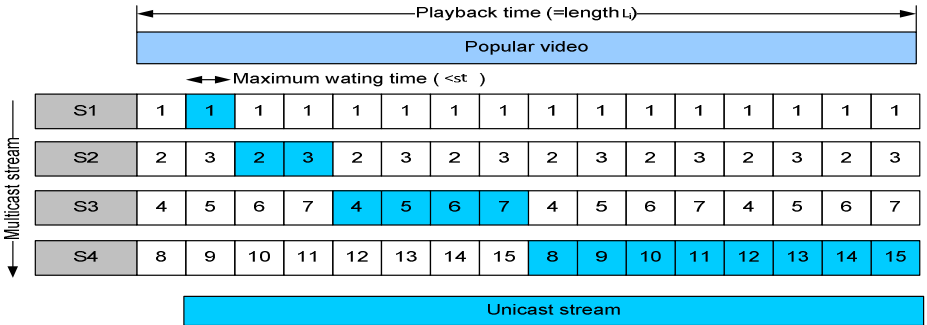 Playback time (=length Li)
Popular video
Maximum wating time ( <st )
Multicast stream
S1 1 1 1 1 1 1 1 1 1 1 1 1 1 1 1 1
S2 2 3 2 3 2 3 2 3 2 3 2 3 2 3 2 3
S3 4 5 6 7 4 5 6 7 4 5 6 7 4 5 6 7
S4 8 9 10 11 12 13 14 15 8 9 10 11 12 13 14 15
Unicast stream